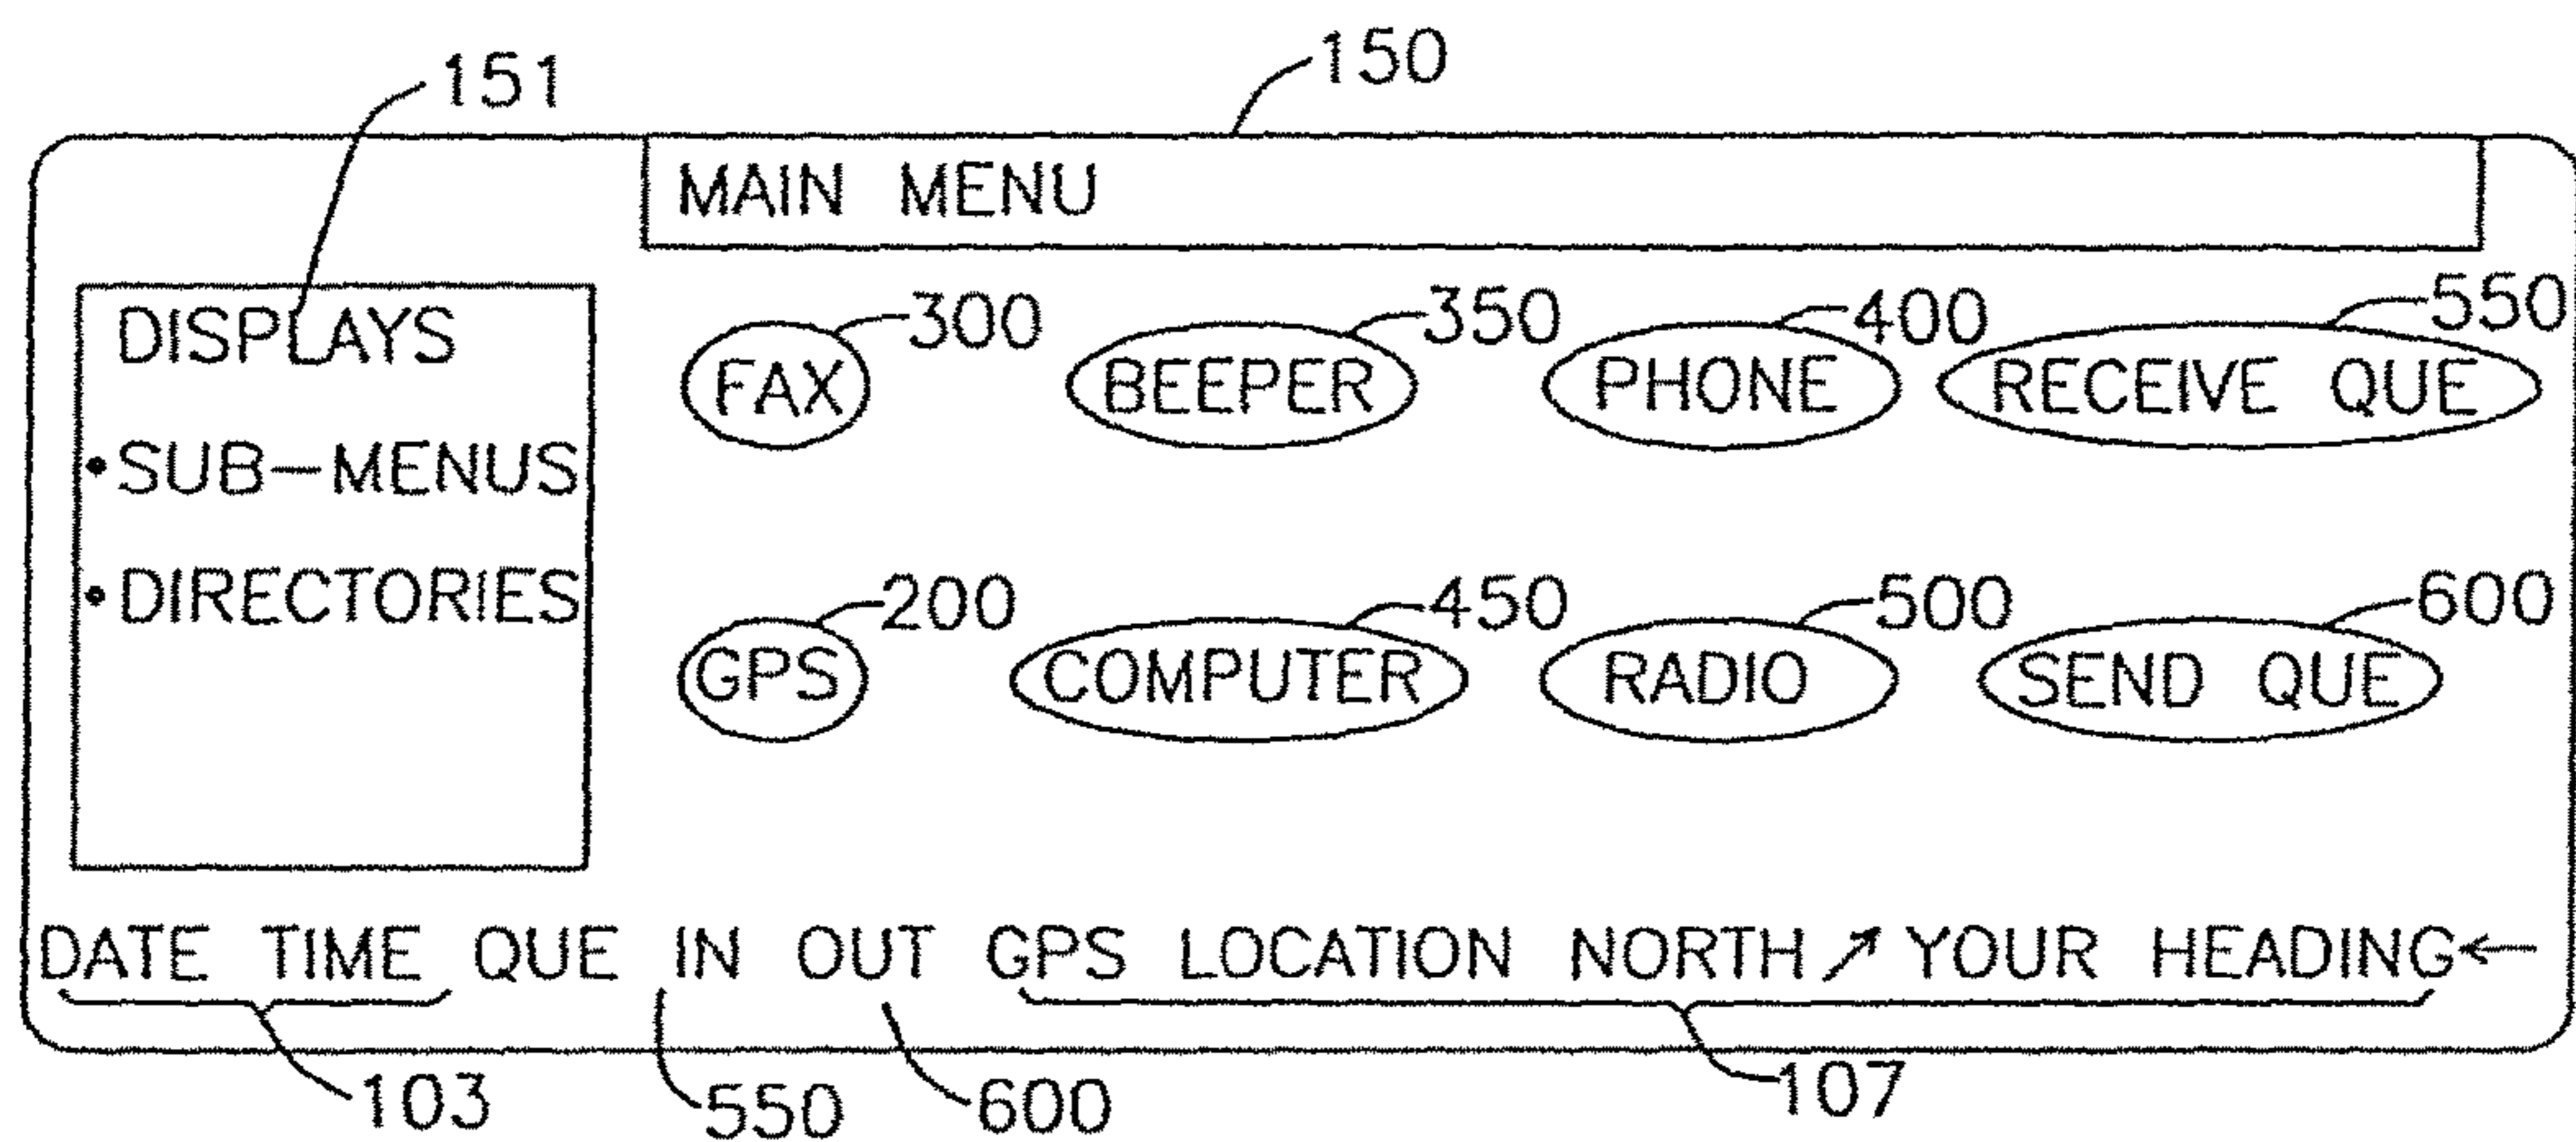 151 150
MAIN MENU
DISPLAYS
•SUB-MENUS
•DIRECTORIES
300 350 400 550
FAX BEEPER PHONE RECEIVE QUE
200 450 500 600
GPS COMPUTER RADIO SEND QUE
DATE TIME QUE IN OUT GPS LOCATION NORTH↗YOUR HEADING←
103 550 600 107